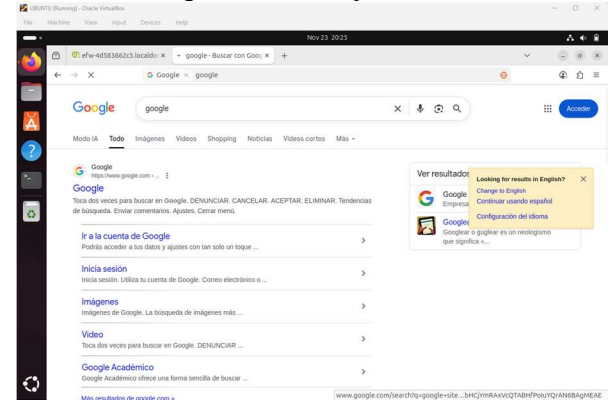 UBUNTU [Running] - Oracle VirtualBox
File Machine View Input Devices Help
Nov 23 20:25
efw-4d583862c5.localdo
google - Buscar con Goog
Google
google
Google
google
Acceder
Modo IA Todo Imágenes Videos Shopping Noticias Videos cortos Más
Google
https://www.google.com › ...
Google
Toca dos veces para buscar en Google. DENUNCIAR. CANCELAR. ACEPTAR. ELIMINAR. Tendencias
de búsqueda. Enviar comentarios. Ajustes. Cerrar menú.
Ir a la cuenta de Google
Podrás acceder a tus datos y ajustes con tan solo un toque ...
Inicia sesión
Inicia sesión. Utiliza tu cuenta de Google. Correo electrónico o ...
Imágenes
Imágenes de Google. La búsqueda de imágenes más ...
Vídeo
Toca dos veces para buscar en Google. DENUNCIAR ...
Google Académico
Google Académico ofrece una forma sencilla de buscar ...
Más resultados de google.com »
Ver resultados
Google
Empresa
Googlea
Googlear o guglear es un neologismo
que significa «...
Looking for results in English?
Change to English
Continuar usando español
Configuración del idioma